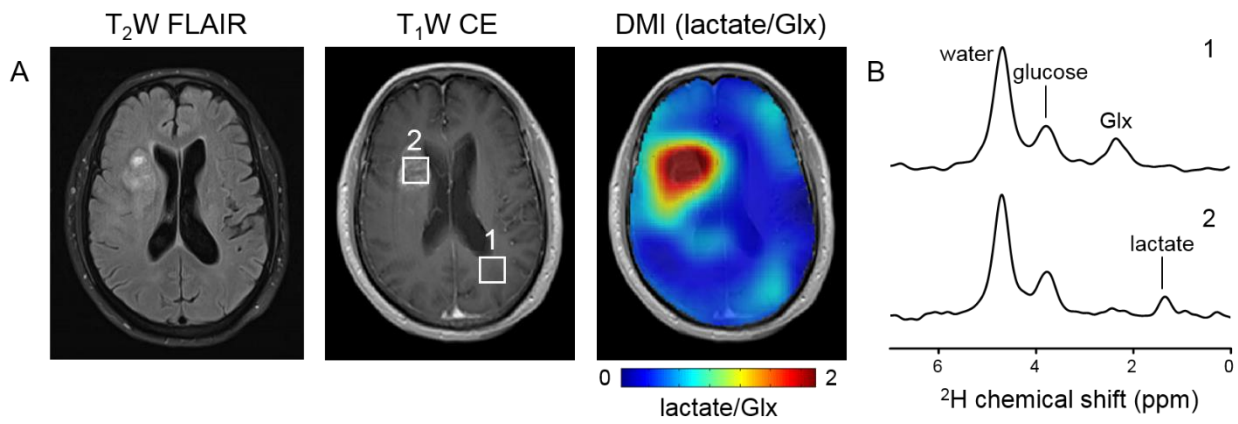 T₂W FLAIR
T₁W CE
DMI (lactate/Glx)
A
B
2
1
0
2
lactate/Glx
1
water
glucose
Glx
2
lactate
6
4
2
0
²H chemical shift (ppm)